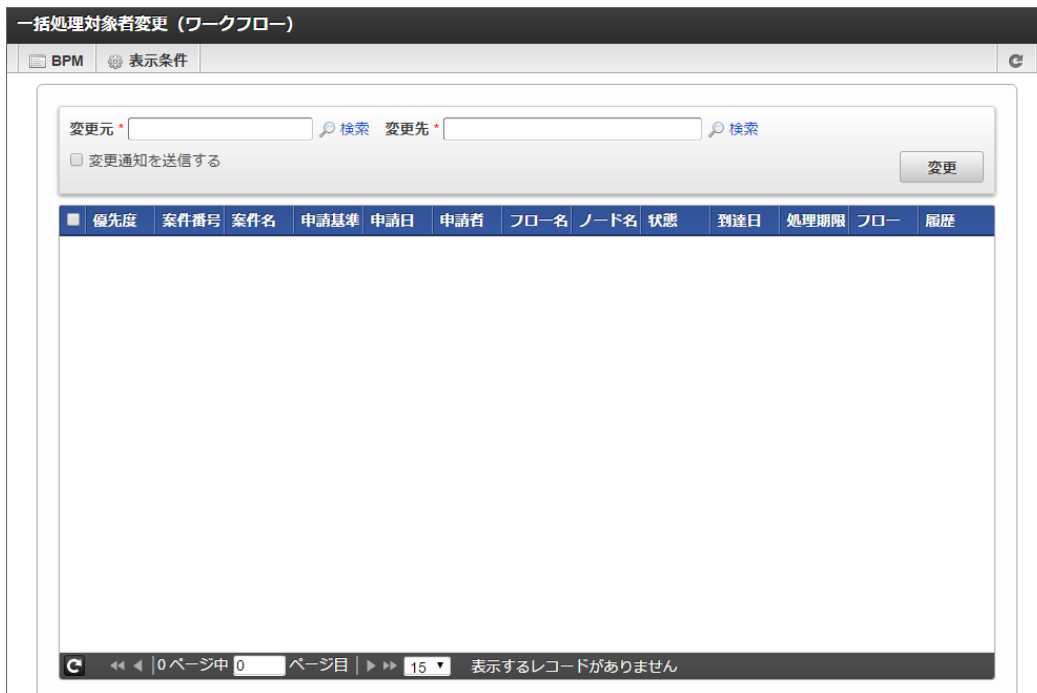 一括処理対象者変更（ワークフロー）
BPM 表示条件
変更元 * 検索 変更先 * 検索
変更通知を送信する
変更
優先度 案件番号 案件名 申請基準 申請日 申請者 フロー名 ノード名 状態 到達日 処理期限 フロー 履歴
0 ページ中 0 ページ目 15 表示するレコードがありません